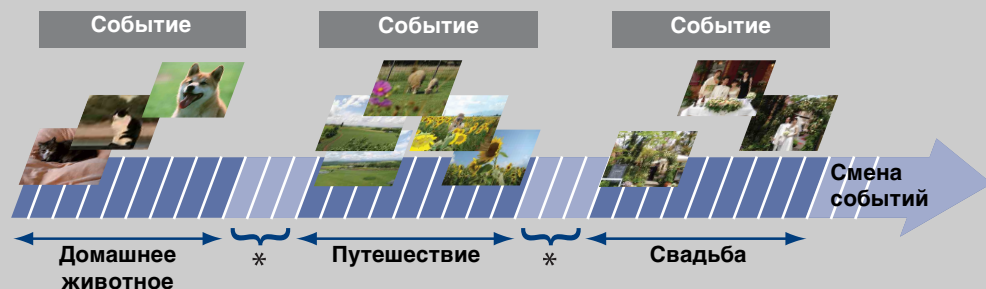 Событие
Событие
Событие
Смена
событий
Домашнее
животное
*
Путешествие
*
Свадьба